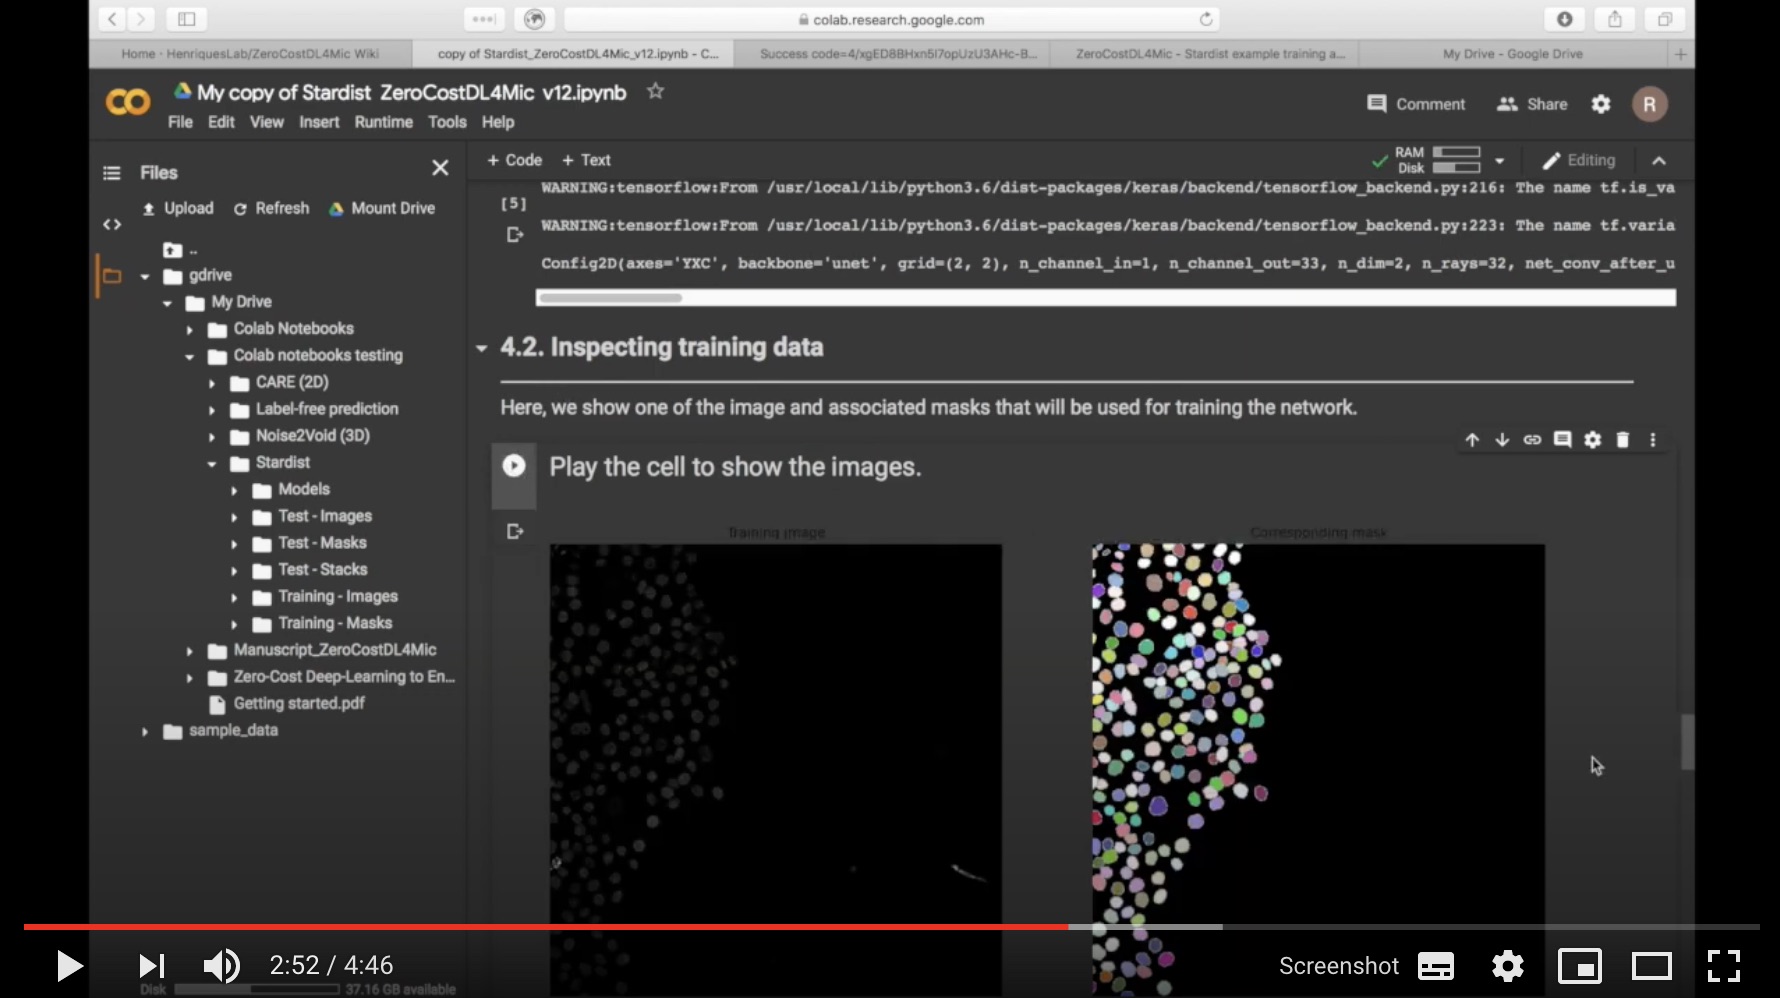 colab.research.google.com
Home · HenriquesLab/ZeroCostDL4Mic Wiki
copy of Stardist_ZeroCostDL4Mic_v12.ipynb - C...
Success code=4/xgED8BHxn5I7opUzU3AHc-B...
ZeroCostDL4Mic - Stardist example training a...
My Drive - Google Drive
My copy of Stardist ZeroCostDL4Mic v12.ipynb
Comment
Share
R
File Edit View Insert Runtime Tools Help
Files
+ Code + Text
RAM
Disk
Editing
Upload Refresh Mount Drive
..
gdrive
My Drive
Colab Notebooks
Colab notebooks testing
CARE (2D)
Label-free prediction
Noise2Void (3D)
Stardist
Models
Test - Images
Test - Masks
Test - Stacks
Training - Images
Training - Masks
Manuscript_ZeroCostDL4Mic
Zero-Cost Deep-Learning to En...
Getting started.pdf
sample_data
WARNING:tensorflow:From /usr/local/lib/python3.6/dist-packages/keras/backend/tensorflow_backend.py:216: The name tf.is_va
[5]
WARNING:tensorflow:From /usr/local/lib/python3.6/dist-packages/keras/backend/tensorflow_backend.py:223: The name tf.varia
Config2D(axes='YXC', backbone='unet', grid=(2, 2), n_channel_in=1, n_channel_out=33, n_dim=2, n_rays=32, net_conv_after_u
4.2. Inspecting training data
Here, we show one of the image and associated masks that will be used for training the network.
Play the cell to show the images.
Training image
Corresponding mask
2:52 / 4:46
Screenshot
Disk
37.16 GB available